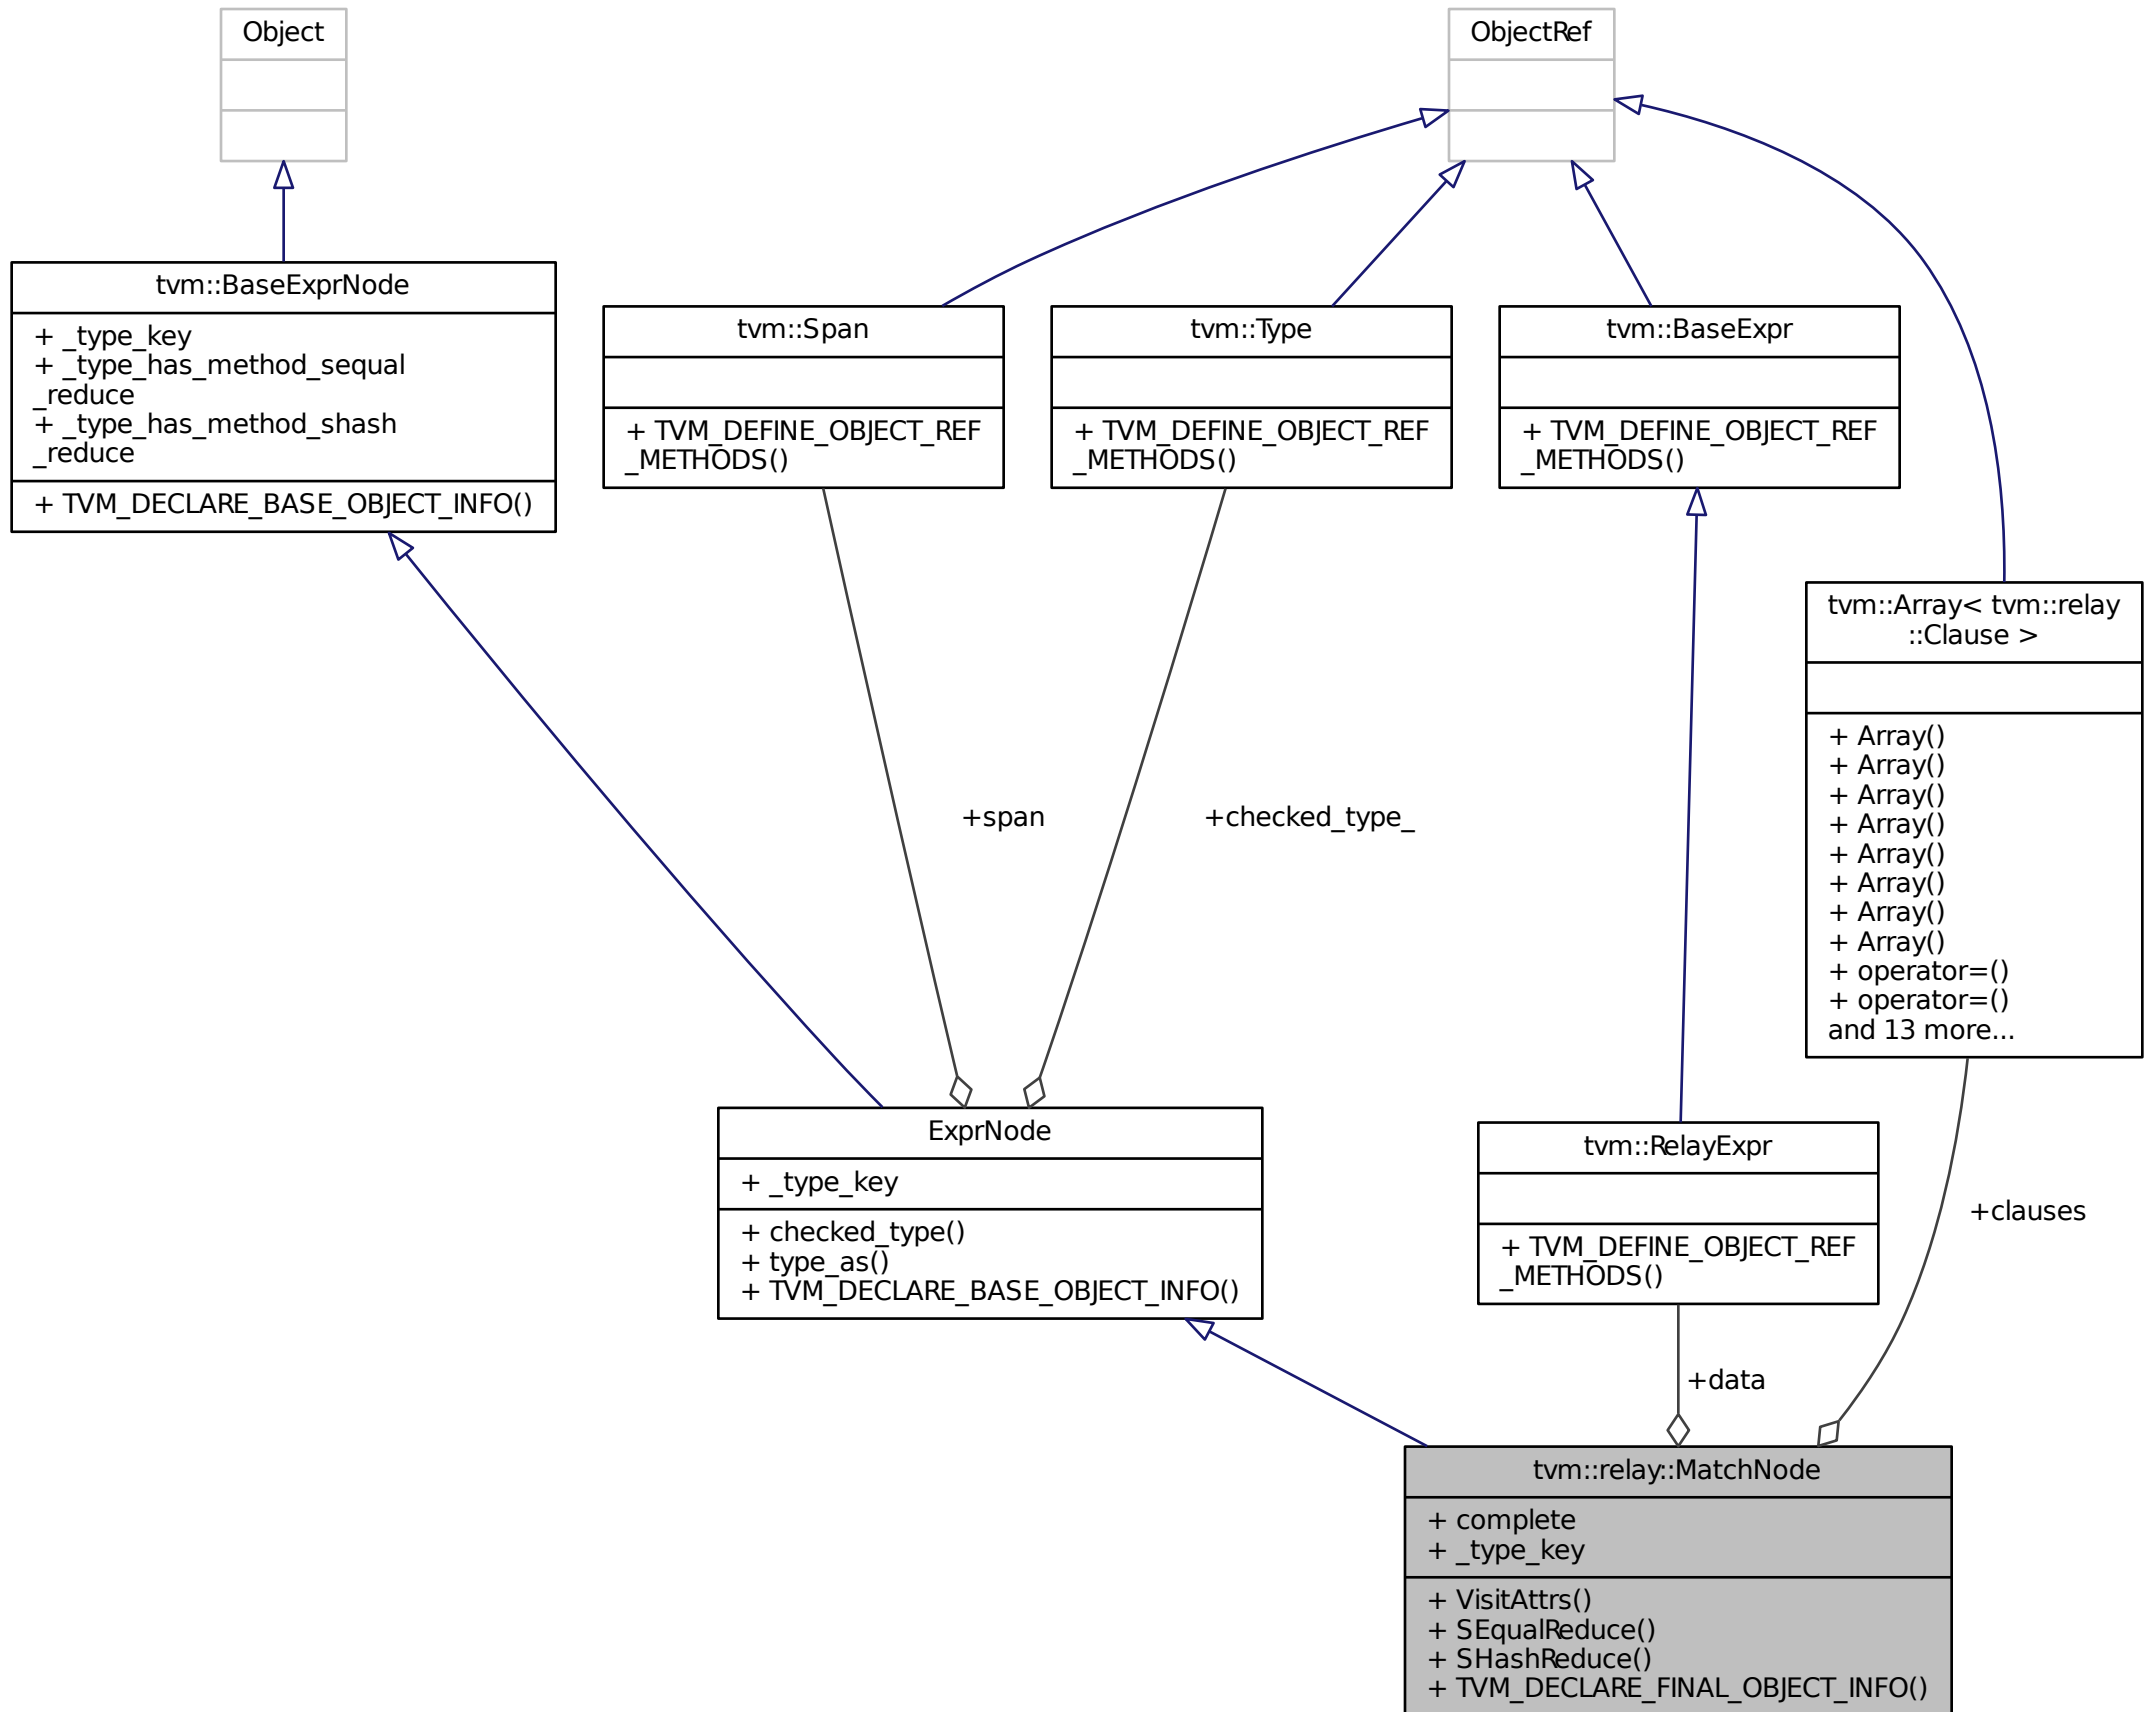 Object
ObjectRef
tvm::BaseExprNode
+ _type_key
+ _type_has_method_sequal
_reduce
+ _type_has_method_shash
_reduce
+ TVM_DECLARE_BASE_OBJECT_INFO()
tvm::Span
+ TVM_DEFINE_OBJECT_REF
_METHODS()
tvm::Type
+ TVM_DEFINE_OBJECT_REF
_METHODS()
tvm::BaseExpr
+ TVM_DEFINE_OBJECT_REF
_METHODS()
tvm::Array< tvm::relay
::Clause >
+ Array()
+ Array()
+ Array()
+ Array()
+ Array()
+ Array()
+ Array()
+ Array()
+ operator=()
+ operator=()
and 13 more...
+span
+checked_type_
ExprNode
+ _type_key
+ checked_type()
+ type_as()
+ TVM_DECLARE_BASE_OBJECT_INFO()
tvm::RelayExpr
+ TVM_DEFINE_OBJECT_REF
_METHODS()
+clauses
+data
tvm::relay::MatchNode
+ complete
+ _type_key
+ VisitAttrs()
+ SEqualReduce()
+ SHashReduce()
+ TVM_DECLARE_FINAL_OBJECT_INFO()